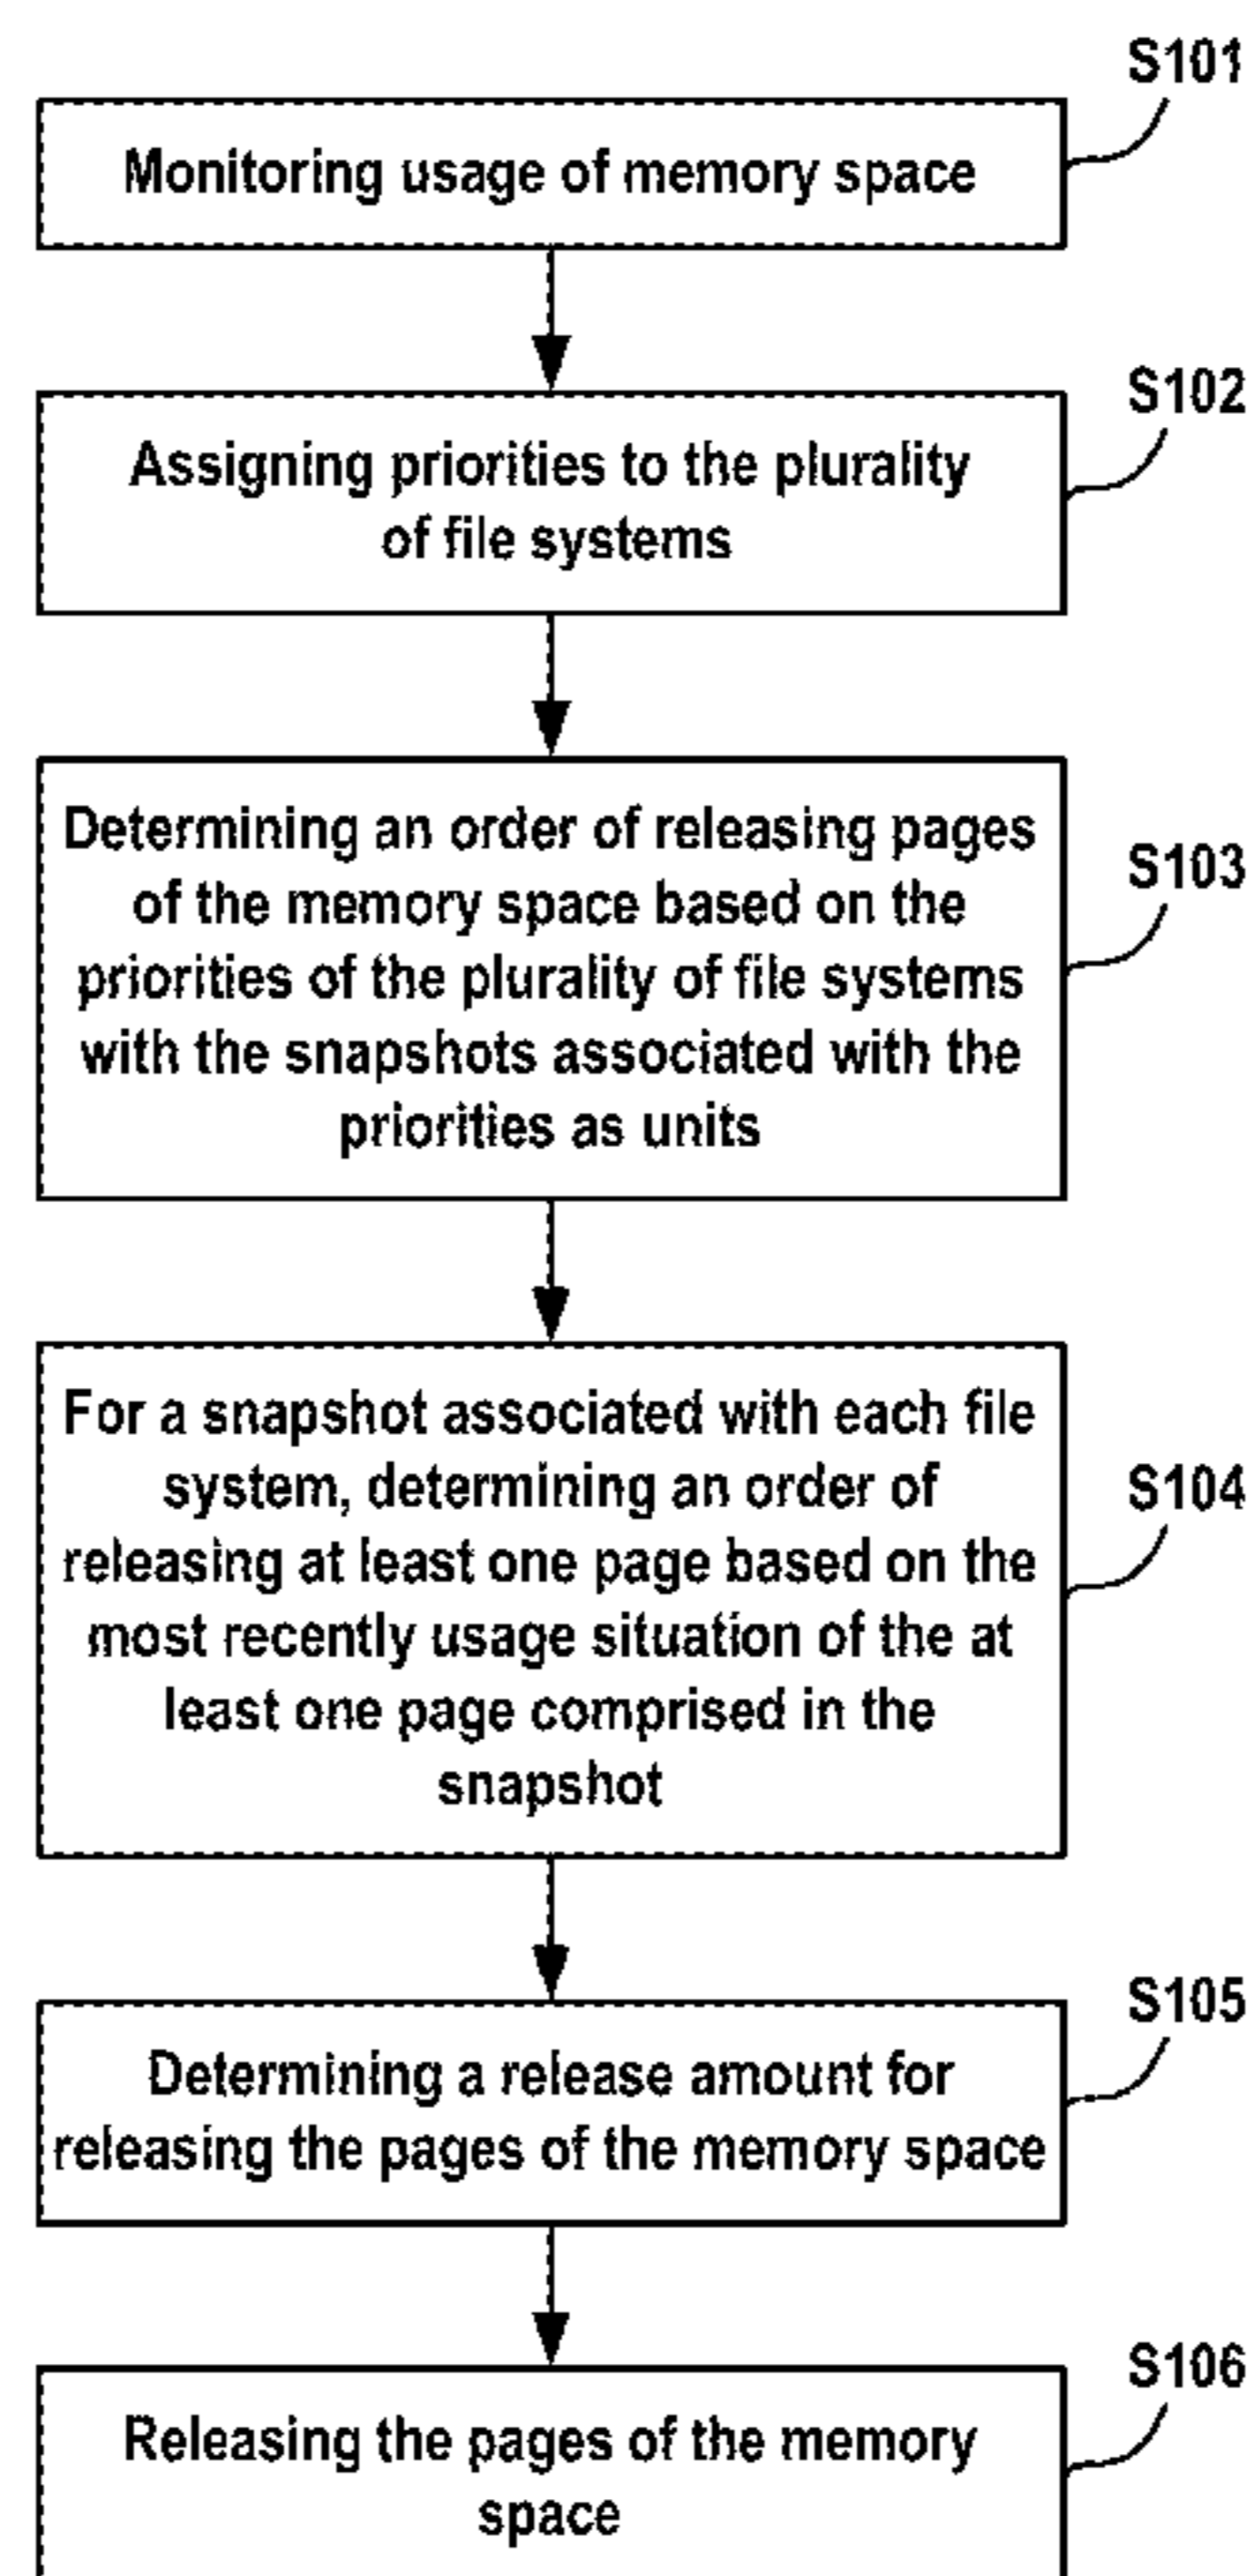 S101
Monitoring usage of memory space
S102
Assigning priorities to the plurality
of file systems
S103
Determining an order of releasing pages
of the memory space based on the
priorities of the plurality of file systems
with the snapshots associated with the
priorities as units
S104
For a snapshot associated with each file
system, determining an order of
releasing at least one page based on the
most recently usage situation of the at
least one page comprised in the
snapshot
S105
Determining a release amount for
releasing the pages of the memory space
S106
Releasing the pages of the memory
space